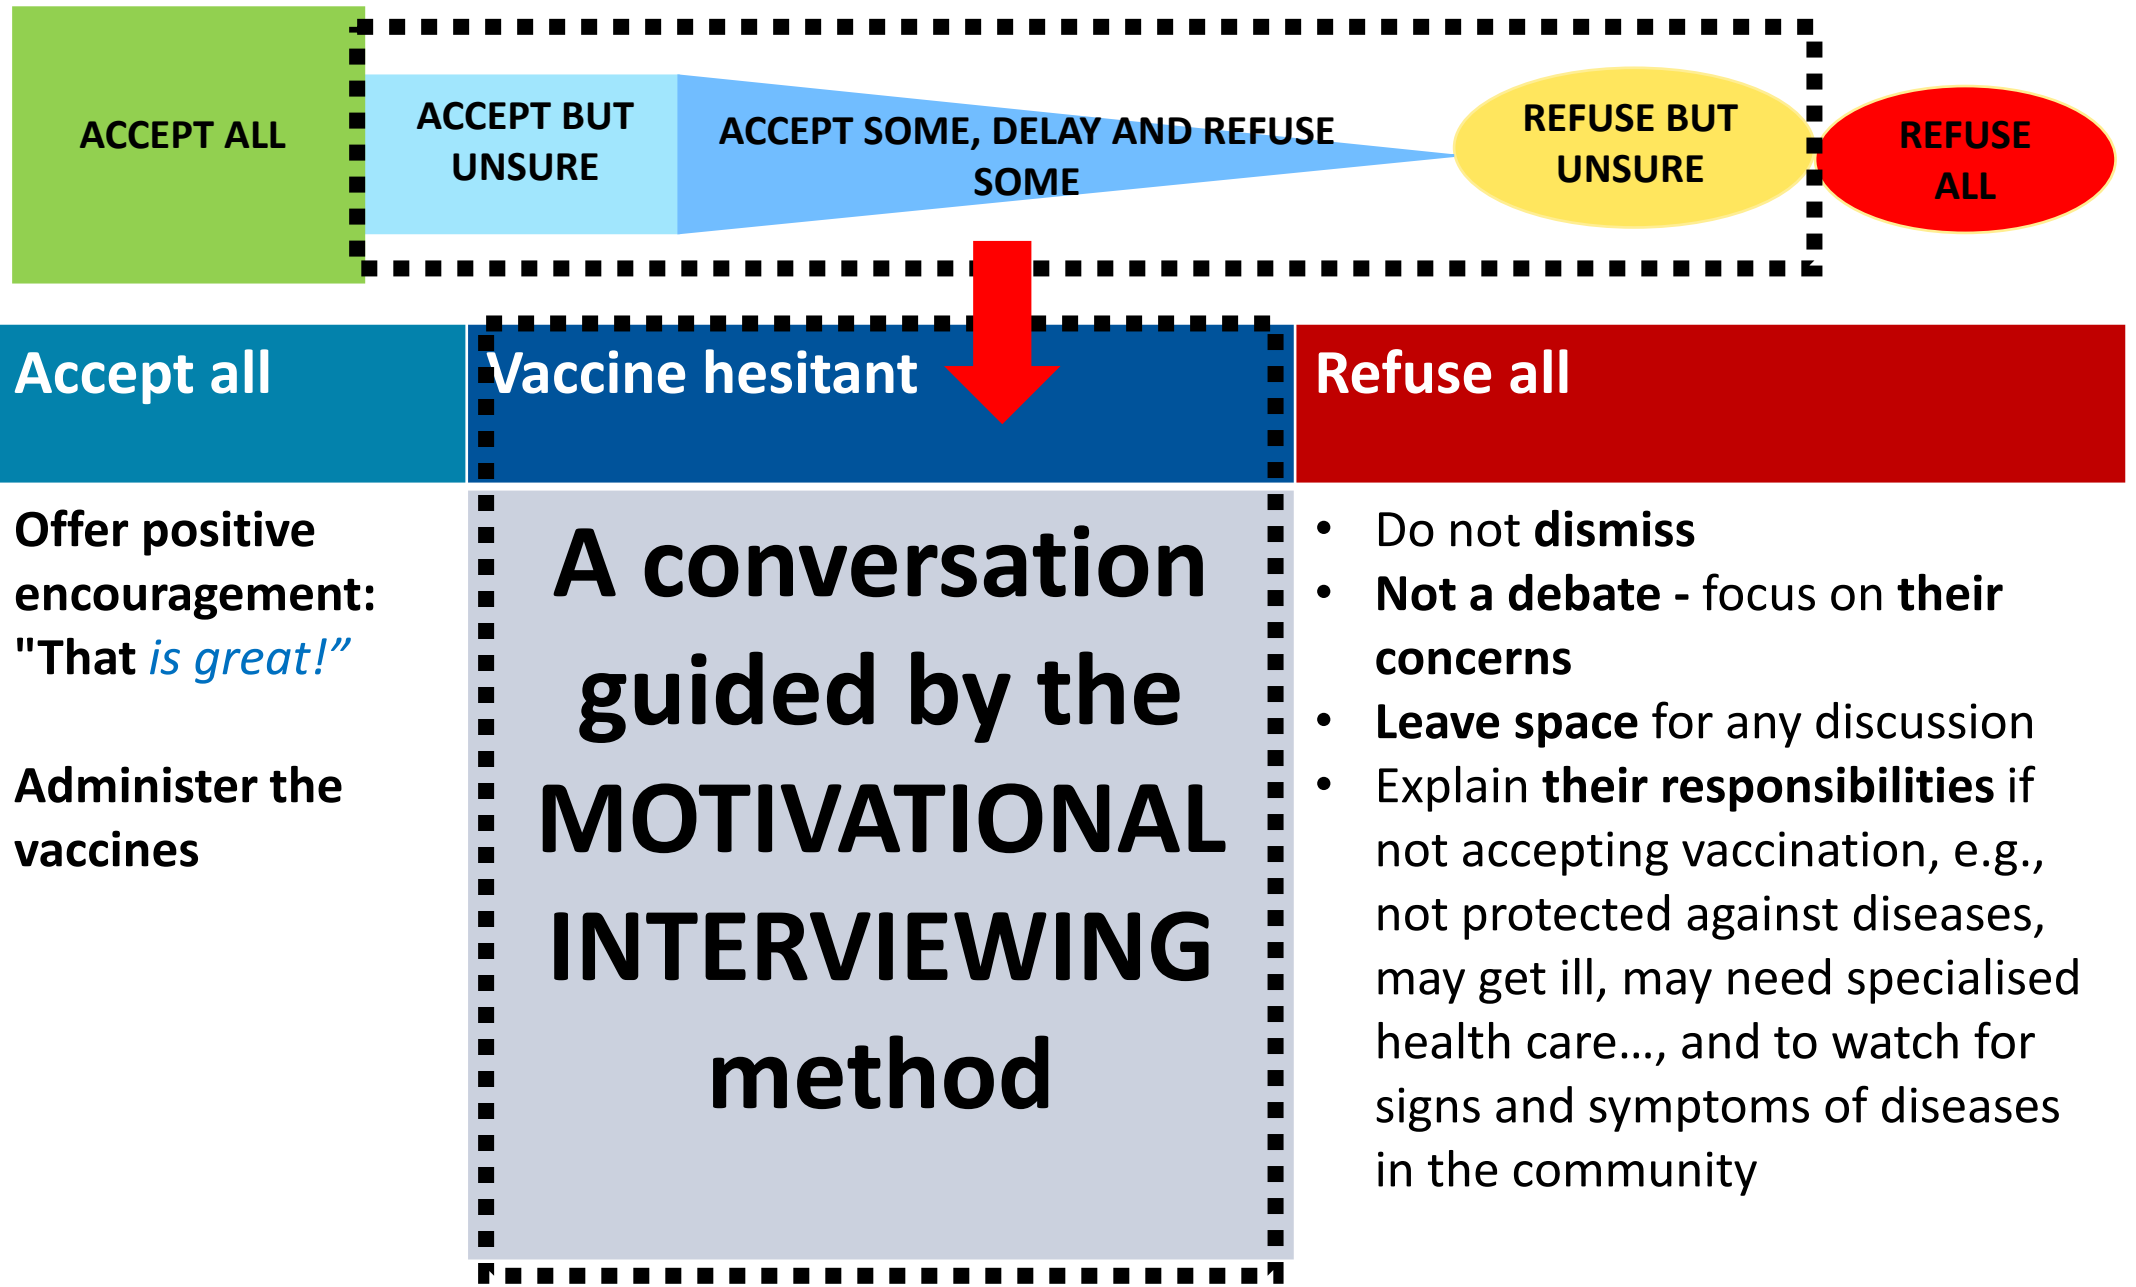 ACCEPT ALL
ACCEPT BUT
UNSURE
ACCEPT SOME, DELAY AND REFUSE
SOME
REFUSE BUT
UNSURE
REFUSE
ALL
Accept all
Vaccine hesitant
Refuse all
Offer positive
encouragement:
"That is great!”
Administer the
vaccines
A conversation
guided by the
MOTIVATIONAL
INTERVIEWING
method
• Do not dismiss
• Not a debate - focus on their
concerns
• Leave space for any discussion
• Explain their responsibilities if
not accepting vaccination, e.g.,
not protected against diseases,
may get ill, may need specialised
health care…, and to watch for
signs and symptoms of diseases
in the community